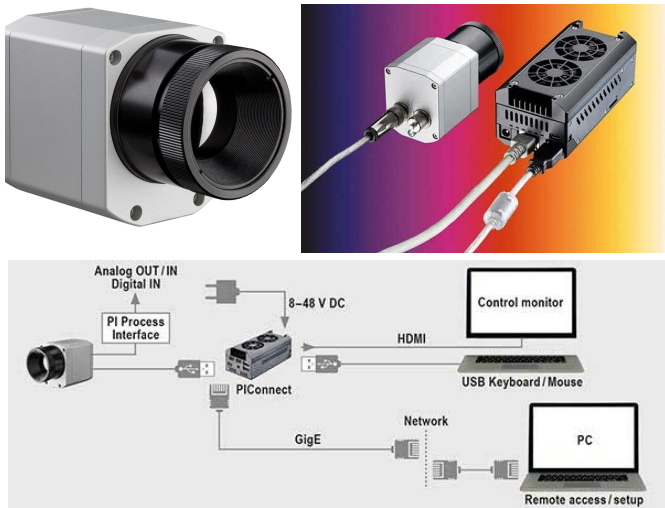 Analog OUT / IN
Digital IN
PI Process
Interface
8–48 V DC
Control monitor
HDMI
PIConnect
USB Keyboard / Mouse
Network
GigE
PC
Remote access / setup